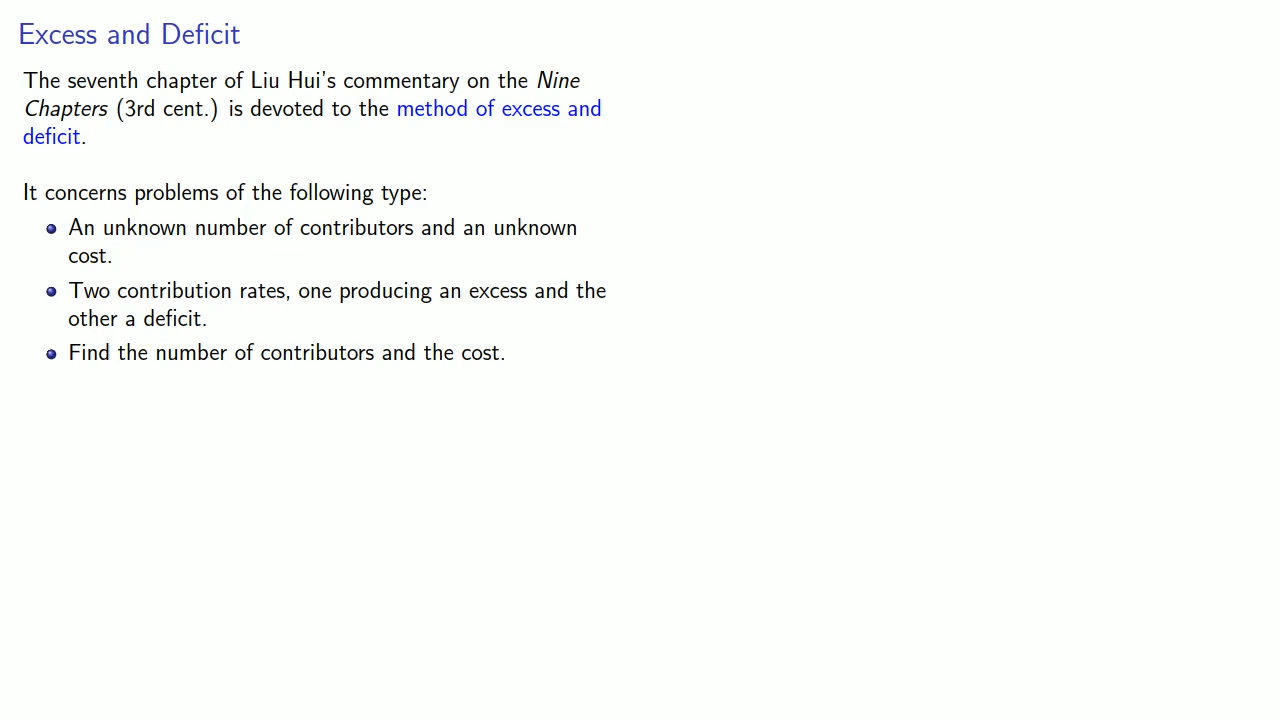 Excess and Deficit
The seventh chapter of Liu Hui's commentary on the Nine
Chapters (3rd cent.) is devoted to the method of excess and
deficit.
It concerns problems of the following type:
An unknown number of contributors and an unknown
cost.
Two contribution rates, one producing an excess and the
other a deficit.
Find the number of contributors and the cost.